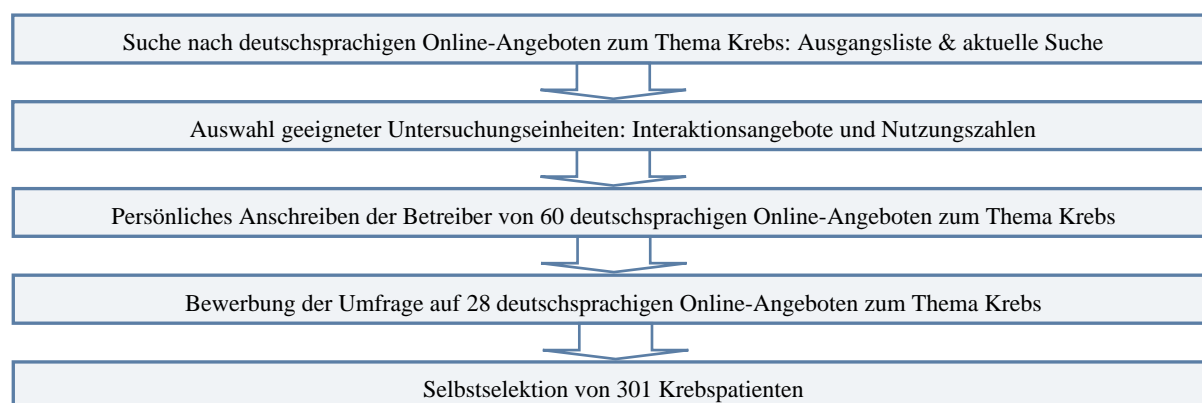 Suche nach deutschsprachigen Online-Angeboten zum Thema Krebs: Ausgangsliste & aktuelle Suche
Auswahl geeigneter Untersuchungseinheiten: Interaktionsangebote und Nutzungszahlen
Persönliches Anschreiben der Betreiber von 60 deutschsprachigen Online-Angeboten zum Thema Krebs
Bewerbung der Umfrage auf 28 deutschsprachigen Online-Angeboten zum Thema Krebs
Selbstselektion von 301 Krebspatienten